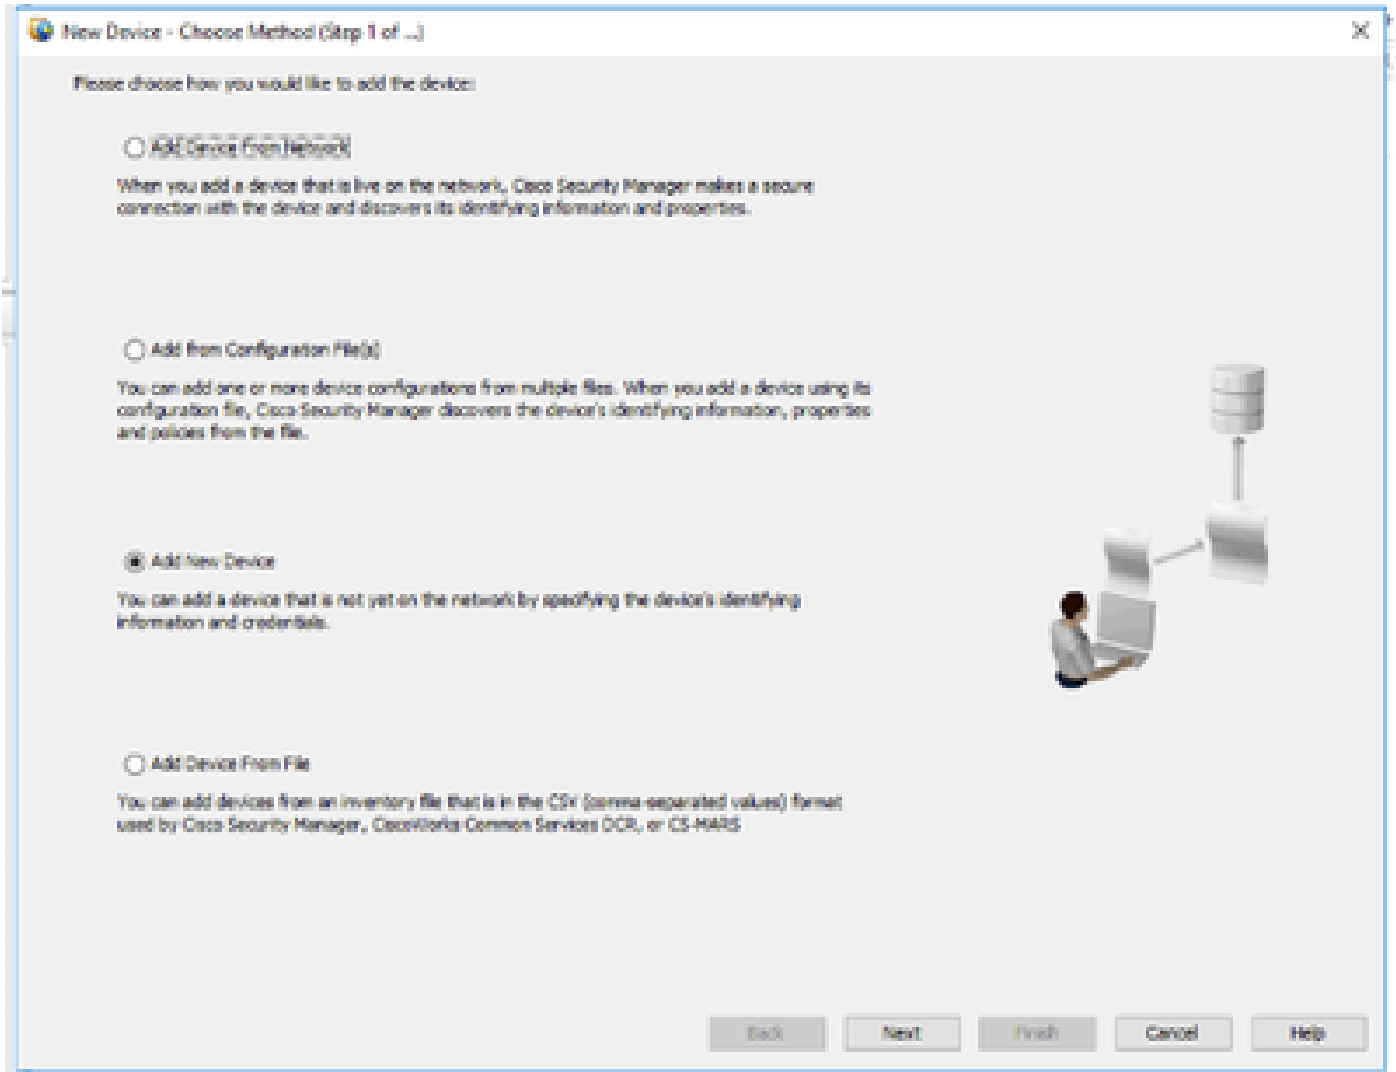 New Device - Choose Method (Step 1 of ...)
Please choose how you would like to add the device:
Add Device From Network
When you add a device that is live on the network, Cisco Security Manager makes a secure
connection with the device and discovers its identifying information and properties.
Add from Configuration File(s)
You can add one or more device configurations from multiple files. When you add a device using its
configuration file, Cisco Security Manager discovers the device's identifying information, properties
and policies from the file.
Add New Device
You can add a device that is not yet on the network by specifying the device's identifying
information and credentials.
Add Device From File
You can add devices from an inventory file that is in the CSV (comma-separated values) format
used by Cisco Security Manager, CiscoWorks Common Services DCR, or CS-MARS
Back
Next
Finish
Cancel
Help